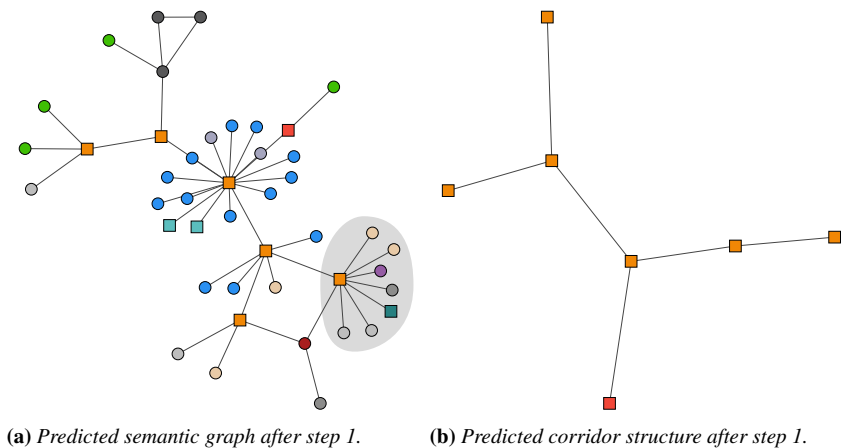 (a) Predicted semantic graph after step 1.
(b) Predicted corridor structure after step 1.